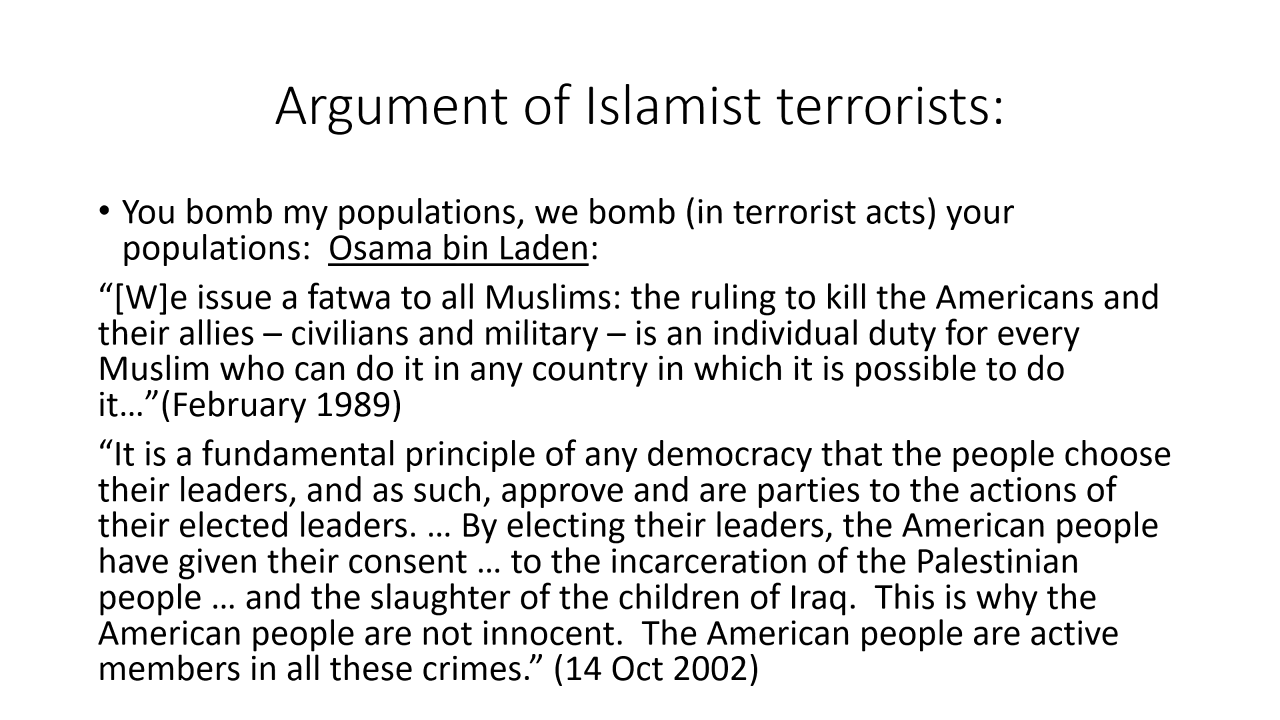 Argument of Islamist terrorists:
• You bomb my populations, we bomb (in terrorist acts) your
populations:  Osama bin Laden:
“[W]e issue a fatwa to all Muslims: the ruling to kill the Americans and
their allies – civilians and military – is an individual duty for every
Muslim who can do it in any country in which it is possible to do
it…”(February 1989)
“It is a fundamental principle of any democracy that the people choose
their leaders, and as such, approve and are parties to the actions of
their elected leaders. … By electing their leaders, the American people
have given their consent … to the incarceration of the Palestinian
people … and the slaughter of the children of Iraq.  This is why the
American people are not innocent.  The American people are active
members in all these crimes.” (14 Oct 2002)